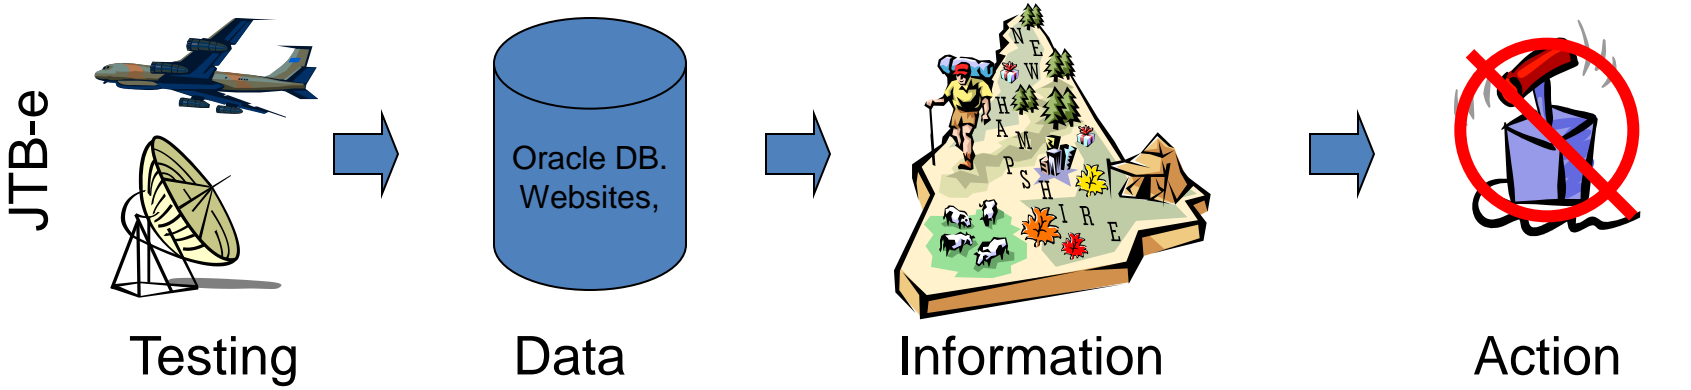 JTB-e
Oracle DB.
Websites,
NEW
HAMPSHIRE
Testing
Data
Information
Action